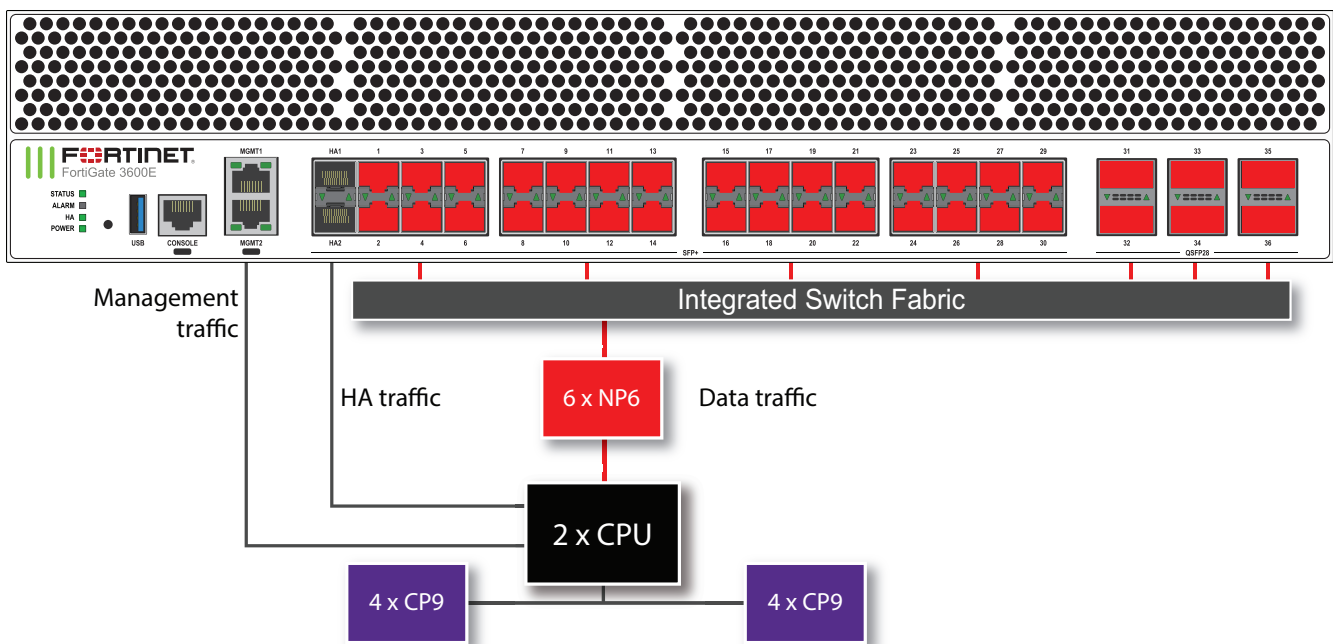 FORTINET
FortiGate 3600E
STATUS
ALARM
HA
POWER
USB
CONSOLE
MGMT1
MGMT2
HA1 1 3 5 7 9 11 13 15 17 19 21 23 25 27 29 31 33 35
HA2 2 4 6 8 10 12 14 16 18 20 22 24 26 28 30 32 34 36
SFP+ QSFP28
Management
traffic
Integrated Switch Fabric
HA traffic
6 x NP6
Data traffic
2 x CPU
4 x CP9
4 x CP9